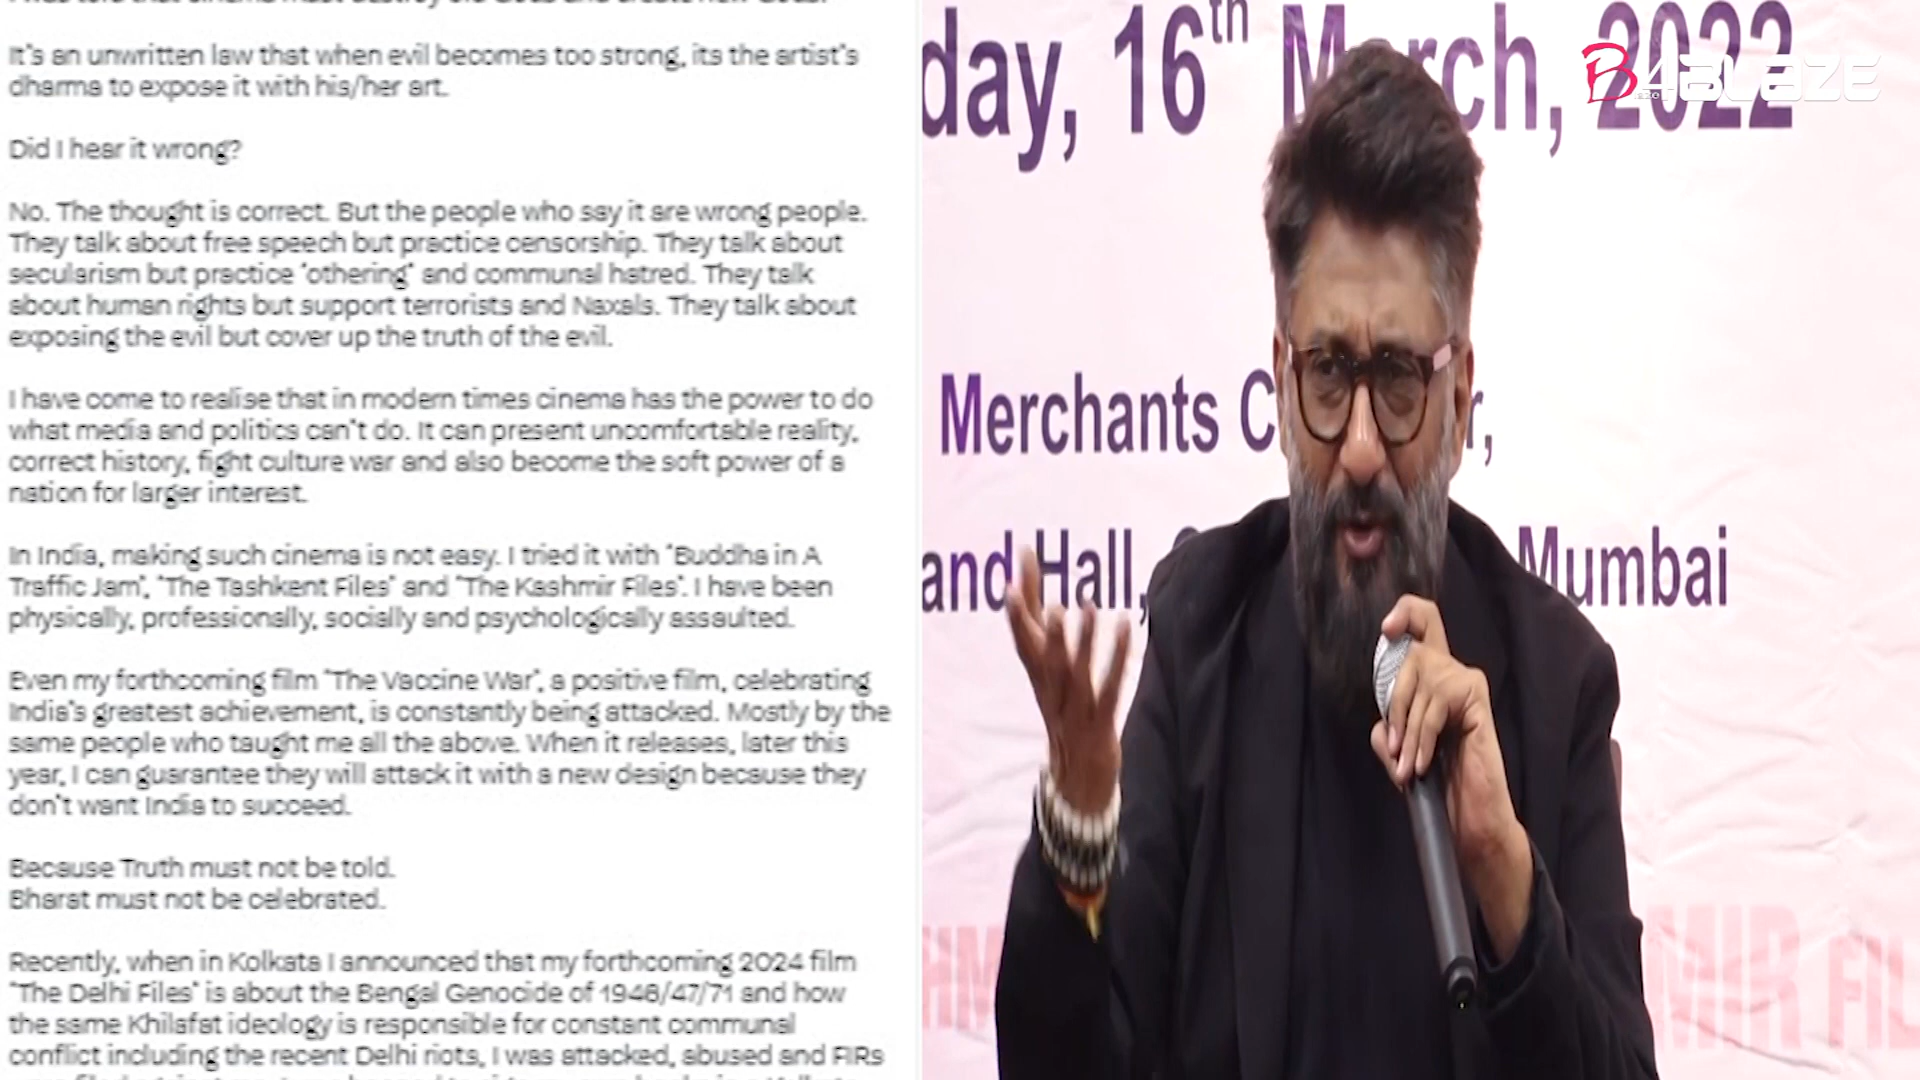 It's an unwritten law that when evil becomes too strong, its the artist's
dharma to expose it with his/her art.
Did I hear it wrong?
No. The thought is correct. But the people who say it are wrong people.
They talk about free speech but practice censorship. They talk about
secularism but practice 'othering' and communal hatred. They talk
about human rights but support terrorists and Naxals. They talk about
exposing the evil but cover up the truth of the evil.
I have come to realise that in modern times cinema has the power to do
what media and politics can't do. It can present uncomfortable reality,
correct history, fight culture war and also become the soft power of a
nation for larger interest.
In India, making such cinema is not easy. I tried it with 'Buddha in A
Traffic Jam', 'The Tashkent Files' and 'The Kashmir Files'. I have been
physically, professionally, socially and psychologically assaulted.
Even my forthcoming film 'The Vaccine War', a positive film, celebrating
India's greatest achievement, is constantly being attacked. Mostly by the
same people who taught me all the above. When it releases, later this
year, I can guarantee they will attack it with a new design because they
don't want India to succeed.
Because Truth must not be told.
Bharat must not be celebrated.
Recently, when in Kolkata I announced that my forthcoming 2024 film
'The Delhi Files' is about the Bengal Genocide of 1946/47/71 and how
the same Khilafat ideology is responsible for constant communal
conflict including the recent Delhi riots, I was attacked, abused and FIRs
day, 16th March, 2022
B4BLAZE
Merchants C r,
and Hall, Mumbai
HM MIR FIL